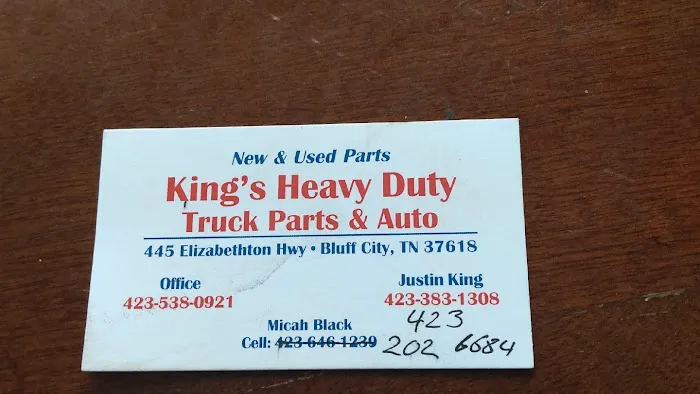 New & Used Parts
King's Heavy Duty
Truck Parts & Auto
445 Elizabethton Hwy • Bluff City, TN 37618
Office
423-538-0921
Justin King
423-383-1308
Micah Black
Cell: 423-646-1239
423
202 6684